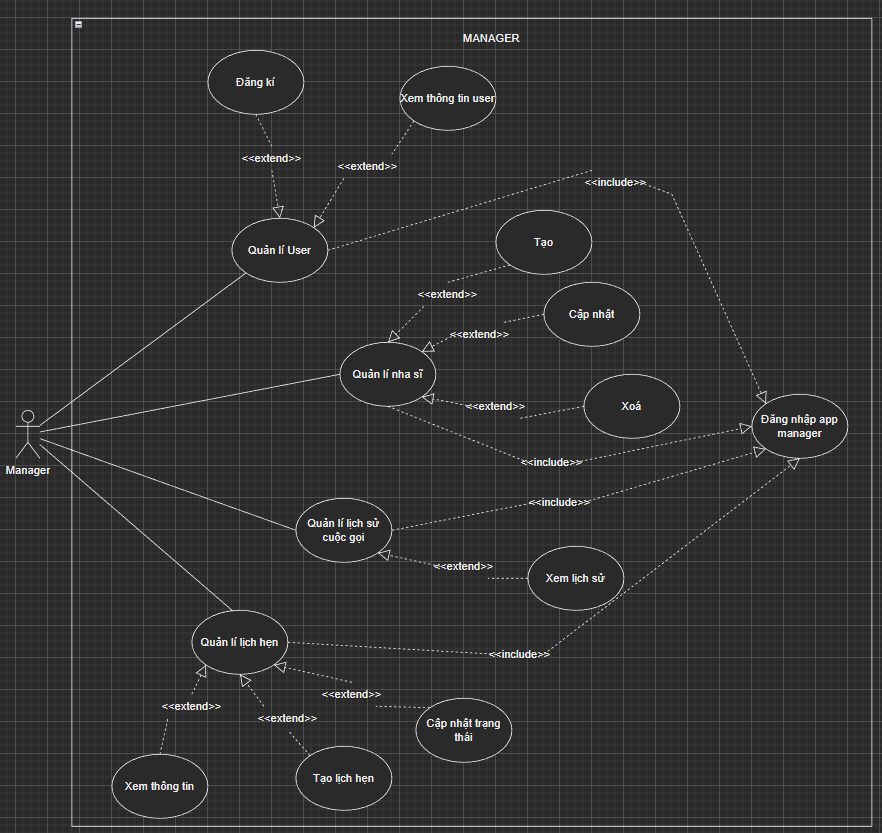 MANAGER
Đăng kí
Xem thông tin user
<<extend>>
<<extend>>
<<include>>
Quản lí User
Tạo
<<extend>>
Cập nhật
<<extend>>
Quản lí nha sĩ
Xoá
<<extend>>
Đăng nhập app
manager
Manager
<<include>>
<<include>>
Quản lí lịch sử
cuộc gọi
<<extend>>
Xem lịch sử
Quản lí lịch hẹn
<<include>>
<<extend>>
<<extend>>
<<extend>>
Cập nhật trạng
thái
Tạo lịch hẹn
Xem thông tin